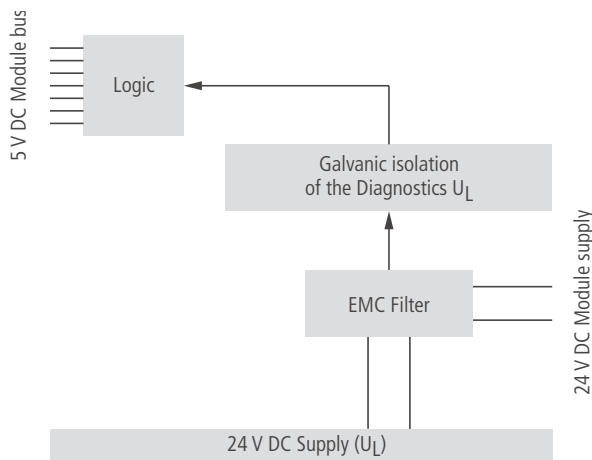 5 V DC Module bus
Logic
Galvanic isolation
of the Diagnostics UL
24 V DC Module supply
EMC Filter
24 V DC Supply (UL)